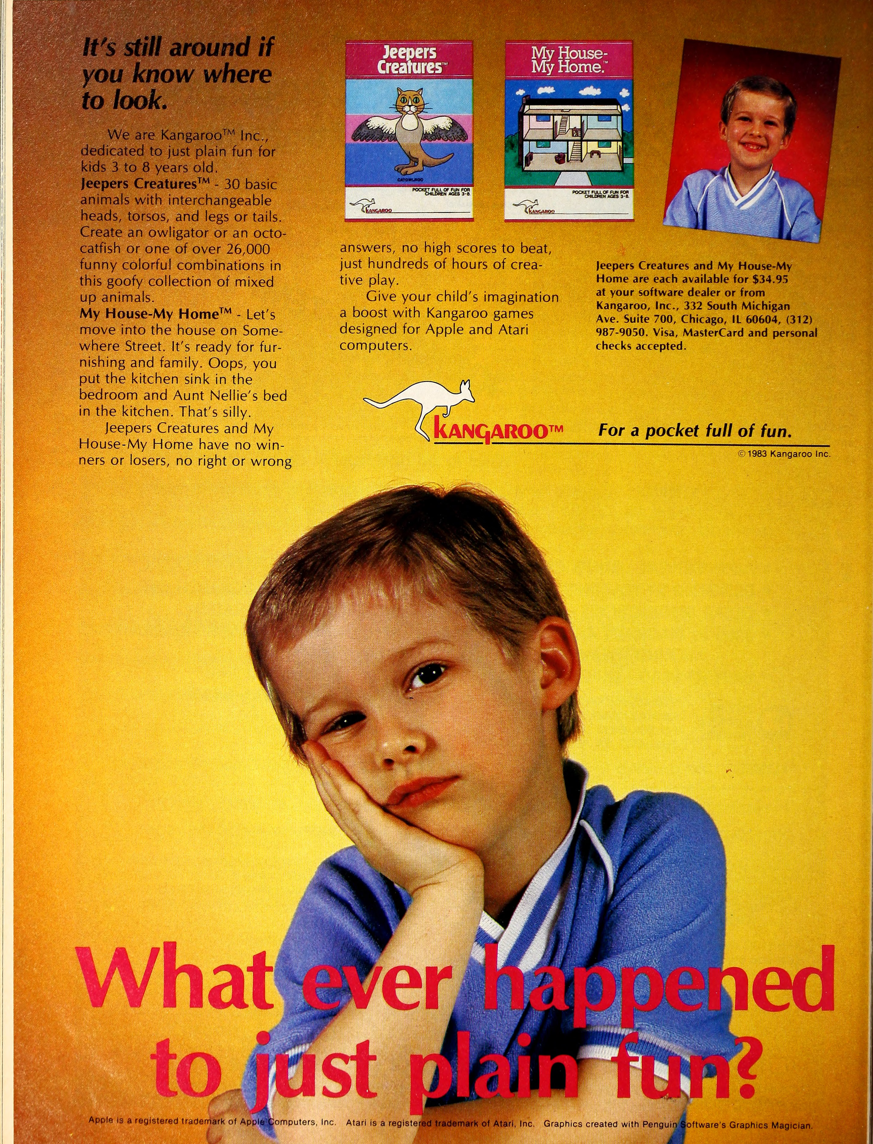 It's still around if
you know where
to look.
We are Kangaroo™ Inc.,
dedicated to just plain fun for
kids 3 to 8 years old.
Jeepers Creatures™ - 30 basic
animals with interchangeable
heads, torsos, and legs or tails.
Create an owligator or an octo-
catfish or one of over 26,000
funny colorful combinations in
this goofy collection of mixed
up animals.
My House-My Home™ - Let's
move into the house on Some-
where Street. It's ready for fur-
nishing and family. Oops, you
put the kitchen sink in the
bedroom and Aunt Nellie's bed
in the kitchen. That's silly.
Jeepers Creatures and My
House-My Home have no win-
ners or losers, no right or wrong
Jeepers
Creatures™
POCKET FULL OF FUN FOR
CHILDREN AGES 3-8.
KANGAROO
My House-
My Home.™
POCKET FULL OF FUN FOR
CHILDREN AGES 3-8.
KANGAROO
answers, no high scores to beat,
just hundreds of hours of crea-
tive play.
Give your child's imagination
a boost with Kangaroo games
designed for Apple and Atari
computers.
Jeepers Creatures and My House-My
Home are each available for $34.95
at your software dealer or from
Kangaroo, Inc., 332 South Michigan
Ave. Suite 700, Chicago, IL 60604, (312)
987-9050. Visa, MasterCard and personal
checks accepted.
KANGAROO™
For a pocket full of fun.
© 1983 Kangaroo Inc.
What ever happened
to just plain fun?
Apple is a registered trademark of Apple Computers, Inc. Atari is a registered trademark of Atari, Inc. Graphics created with Penguin Software's Graphics Magician.